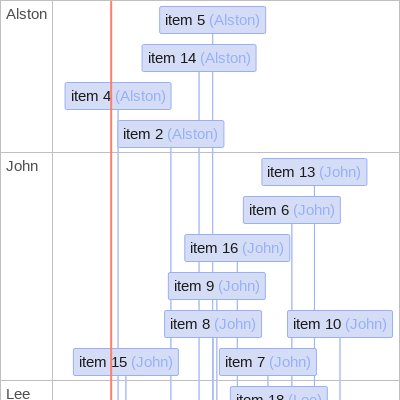 Alston
item 5 (Alston)
item 14 (Alston)
item 4 (Alston)
item 2 (Alston)
John
item 13 (John)
item 6 (John)
item 16 (John)
item 9 (John)
item 8 (John)
item 10 (John)
item 15 (John)
item 7 (John)
Lee
item 18 (Lee)